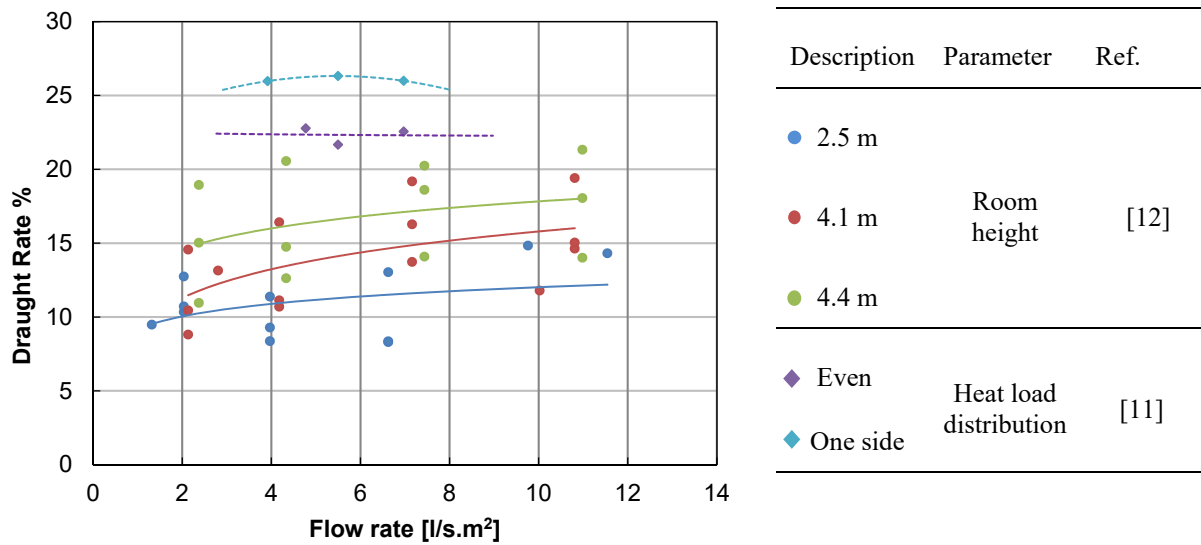 30
25
20
15
10
5
0
0 2 4 6 8 10 12 14
Draught Rate %
Flow rate [l/s.m²]
Description Parameter Ref.
2.5 m
4.1 m
Room
height
[12]
4.4 m
Even
One side
Heat load
distribution
[11]